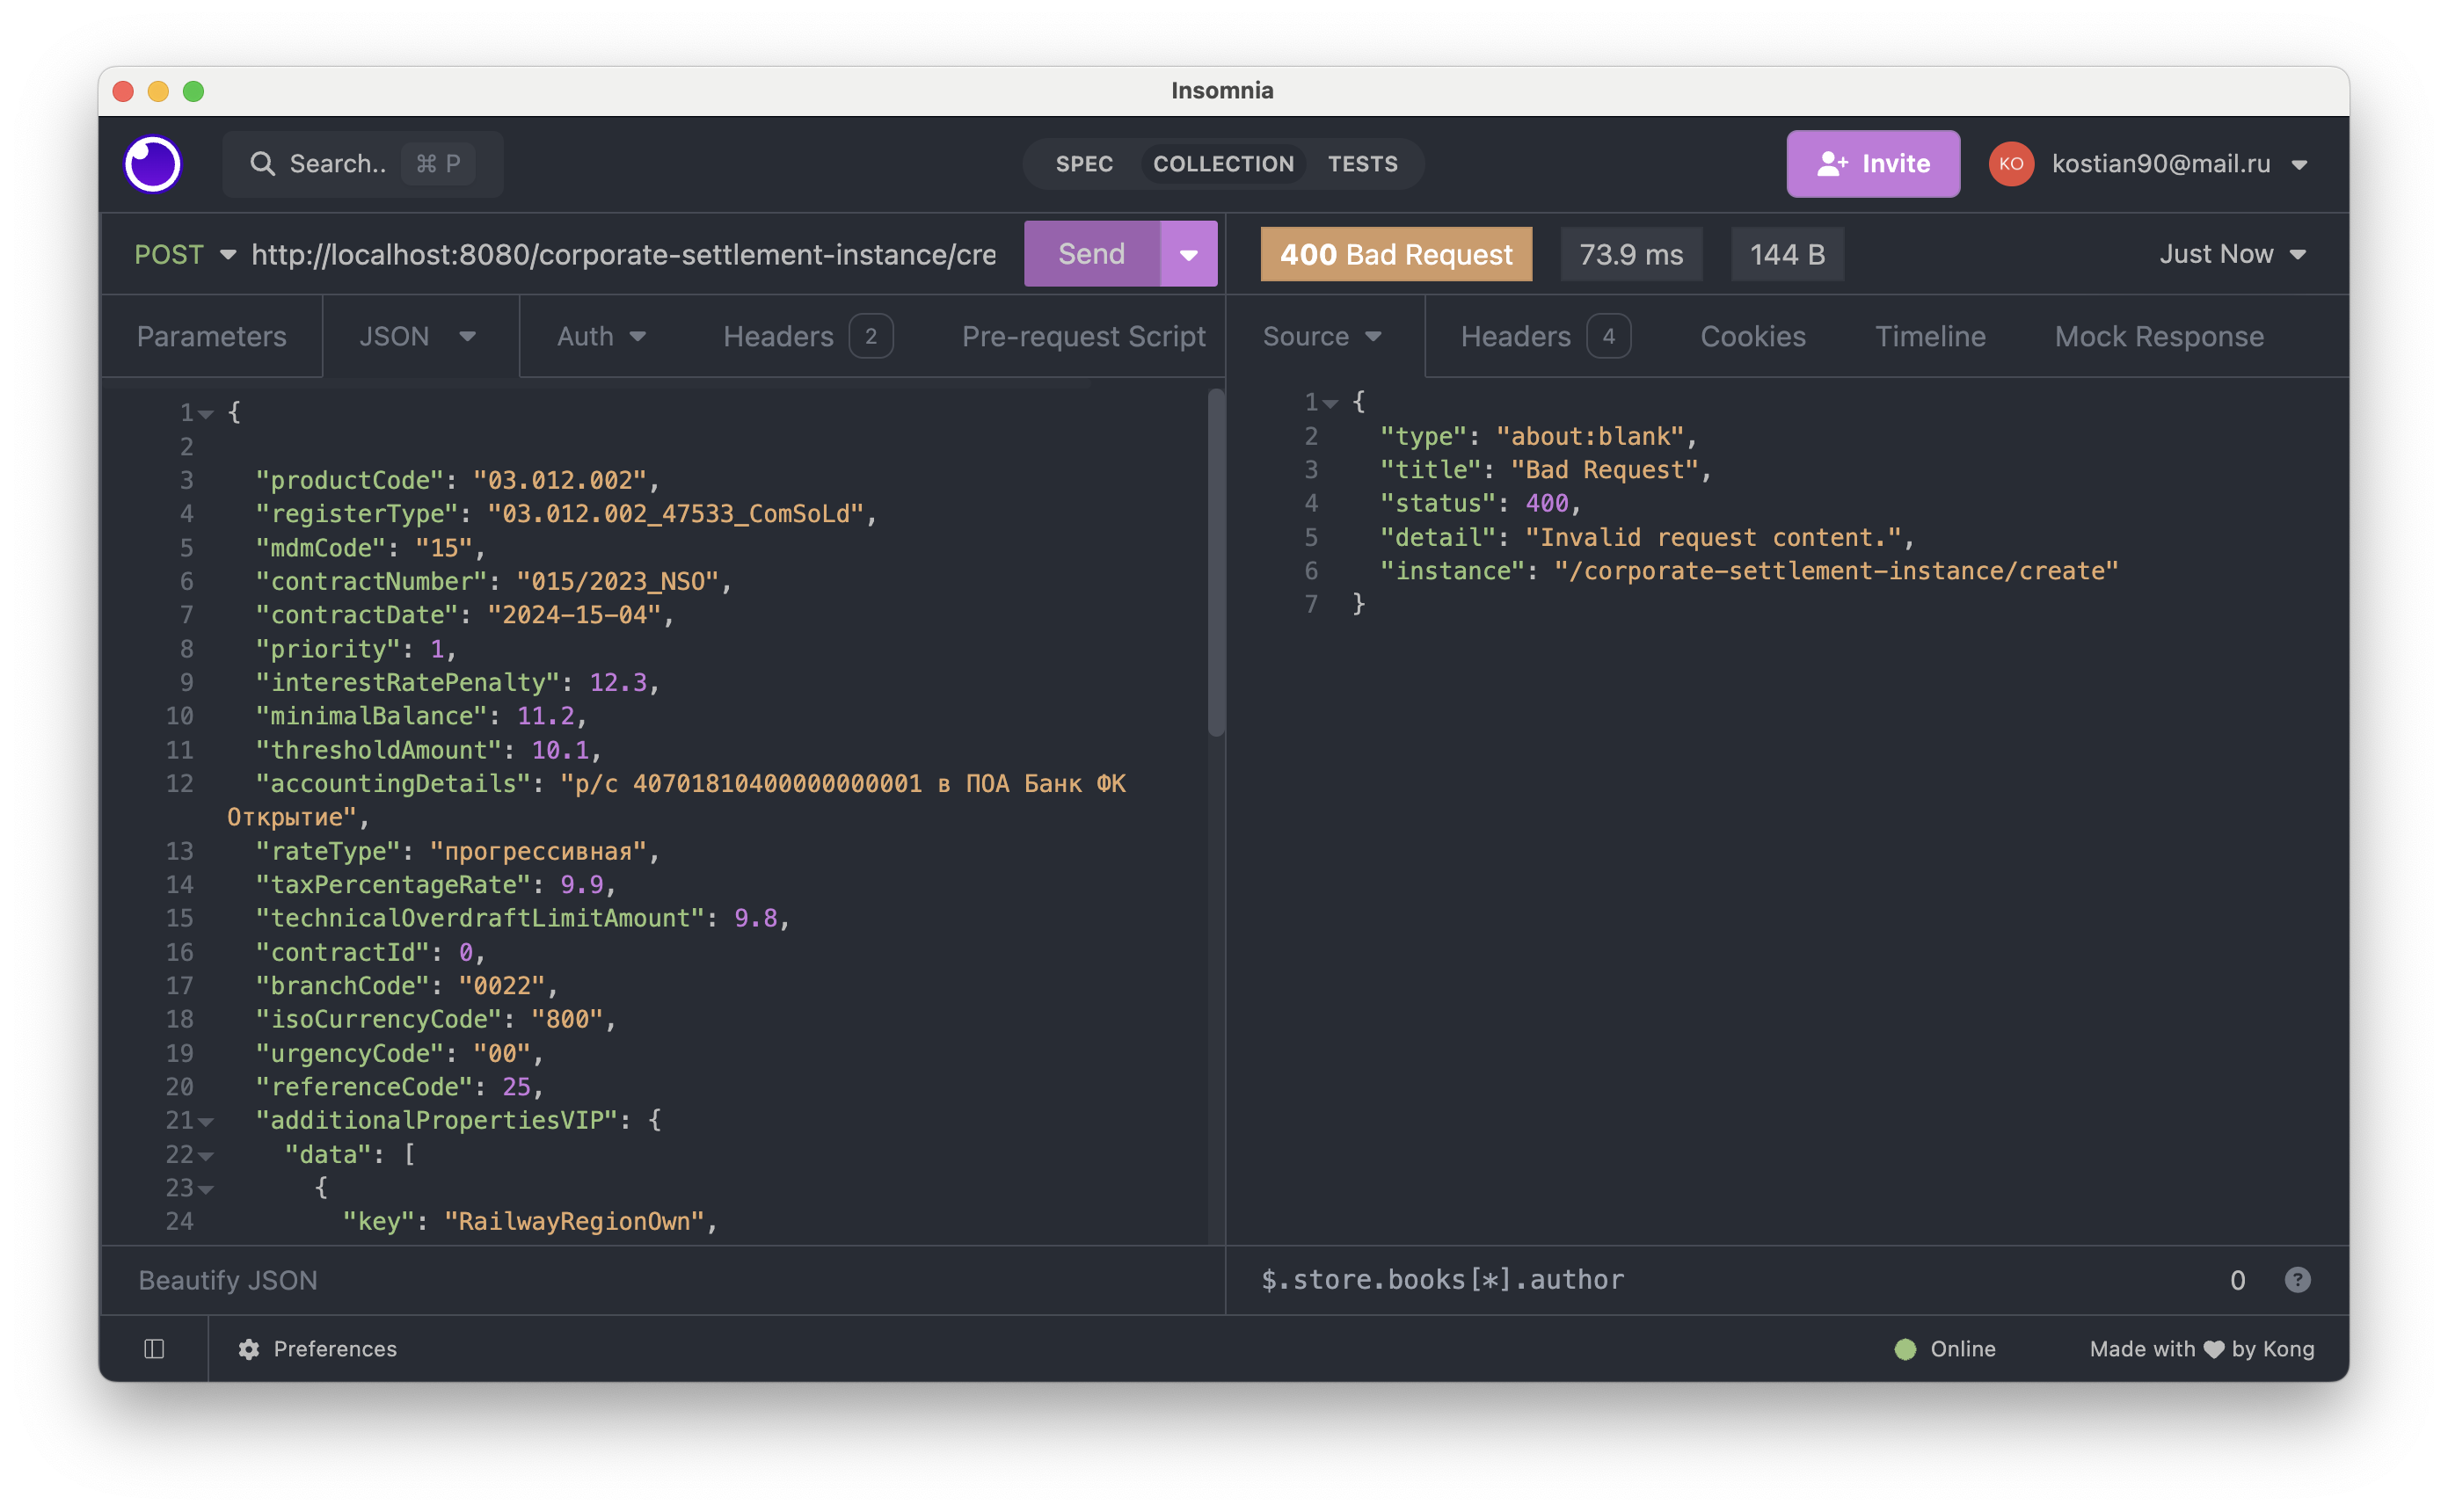 Insomnia
Search.. ⌘ P
SPEC COLLECTION TESTS
Invite
KO kostian90@mail.ru
POST http://localhost:8080/corporate-settlement-instance/cre Send
400 Bad Request 73.9 ms 144 B Just Now
Parameters JSON Auth Headers 2 Pre-request Script
Source Headers 4 Cookies Timeline Mock Response
1 {
2
3 "productCode": "03.012.002",
4 "registerType": "03.012.002_47533_ComSoLd",
5 "mdmCode": "15",
6 "contractNumber": "015/2023_NSO",
7 "contractDate": "2024-15-04",
8 "priority": 1,
9 "interestRatePenalty": 12.3,
10 "minimalBalance": 11.2,
11 "thresholdAmount": 10.1,
12 "accountingDetails": "р/с 40701810400000000001 в ПОА Банк ФК
Открытие",
13 "rateType": "прогрессивная",
14 "taxPercentageRate": 9.9,
15 "technicalOverdraftLimitAmount": 9.8,
16 "contractId": 0,
17 "branchCode": "0022",
18 "isoCurrencyCode": "800",
19 "urgencyCode": "00",
20 "referenceCode": 25,
21 "additionalPropertiesVIP": {
22 "data": [
23 {
24 "key": "RailwayRegionOwn",
1 {
2 "type": "about:blank",
3 "title": "Bad Request",
4 "status": 400,
5 "detail": "Invalid request content.",
6 "instance": "/corporate-settlement-instance/create"
7 }
Beautify JSON
$.store.books[*].author 0 ?
Preferences
Online Made with ♥ by Kong